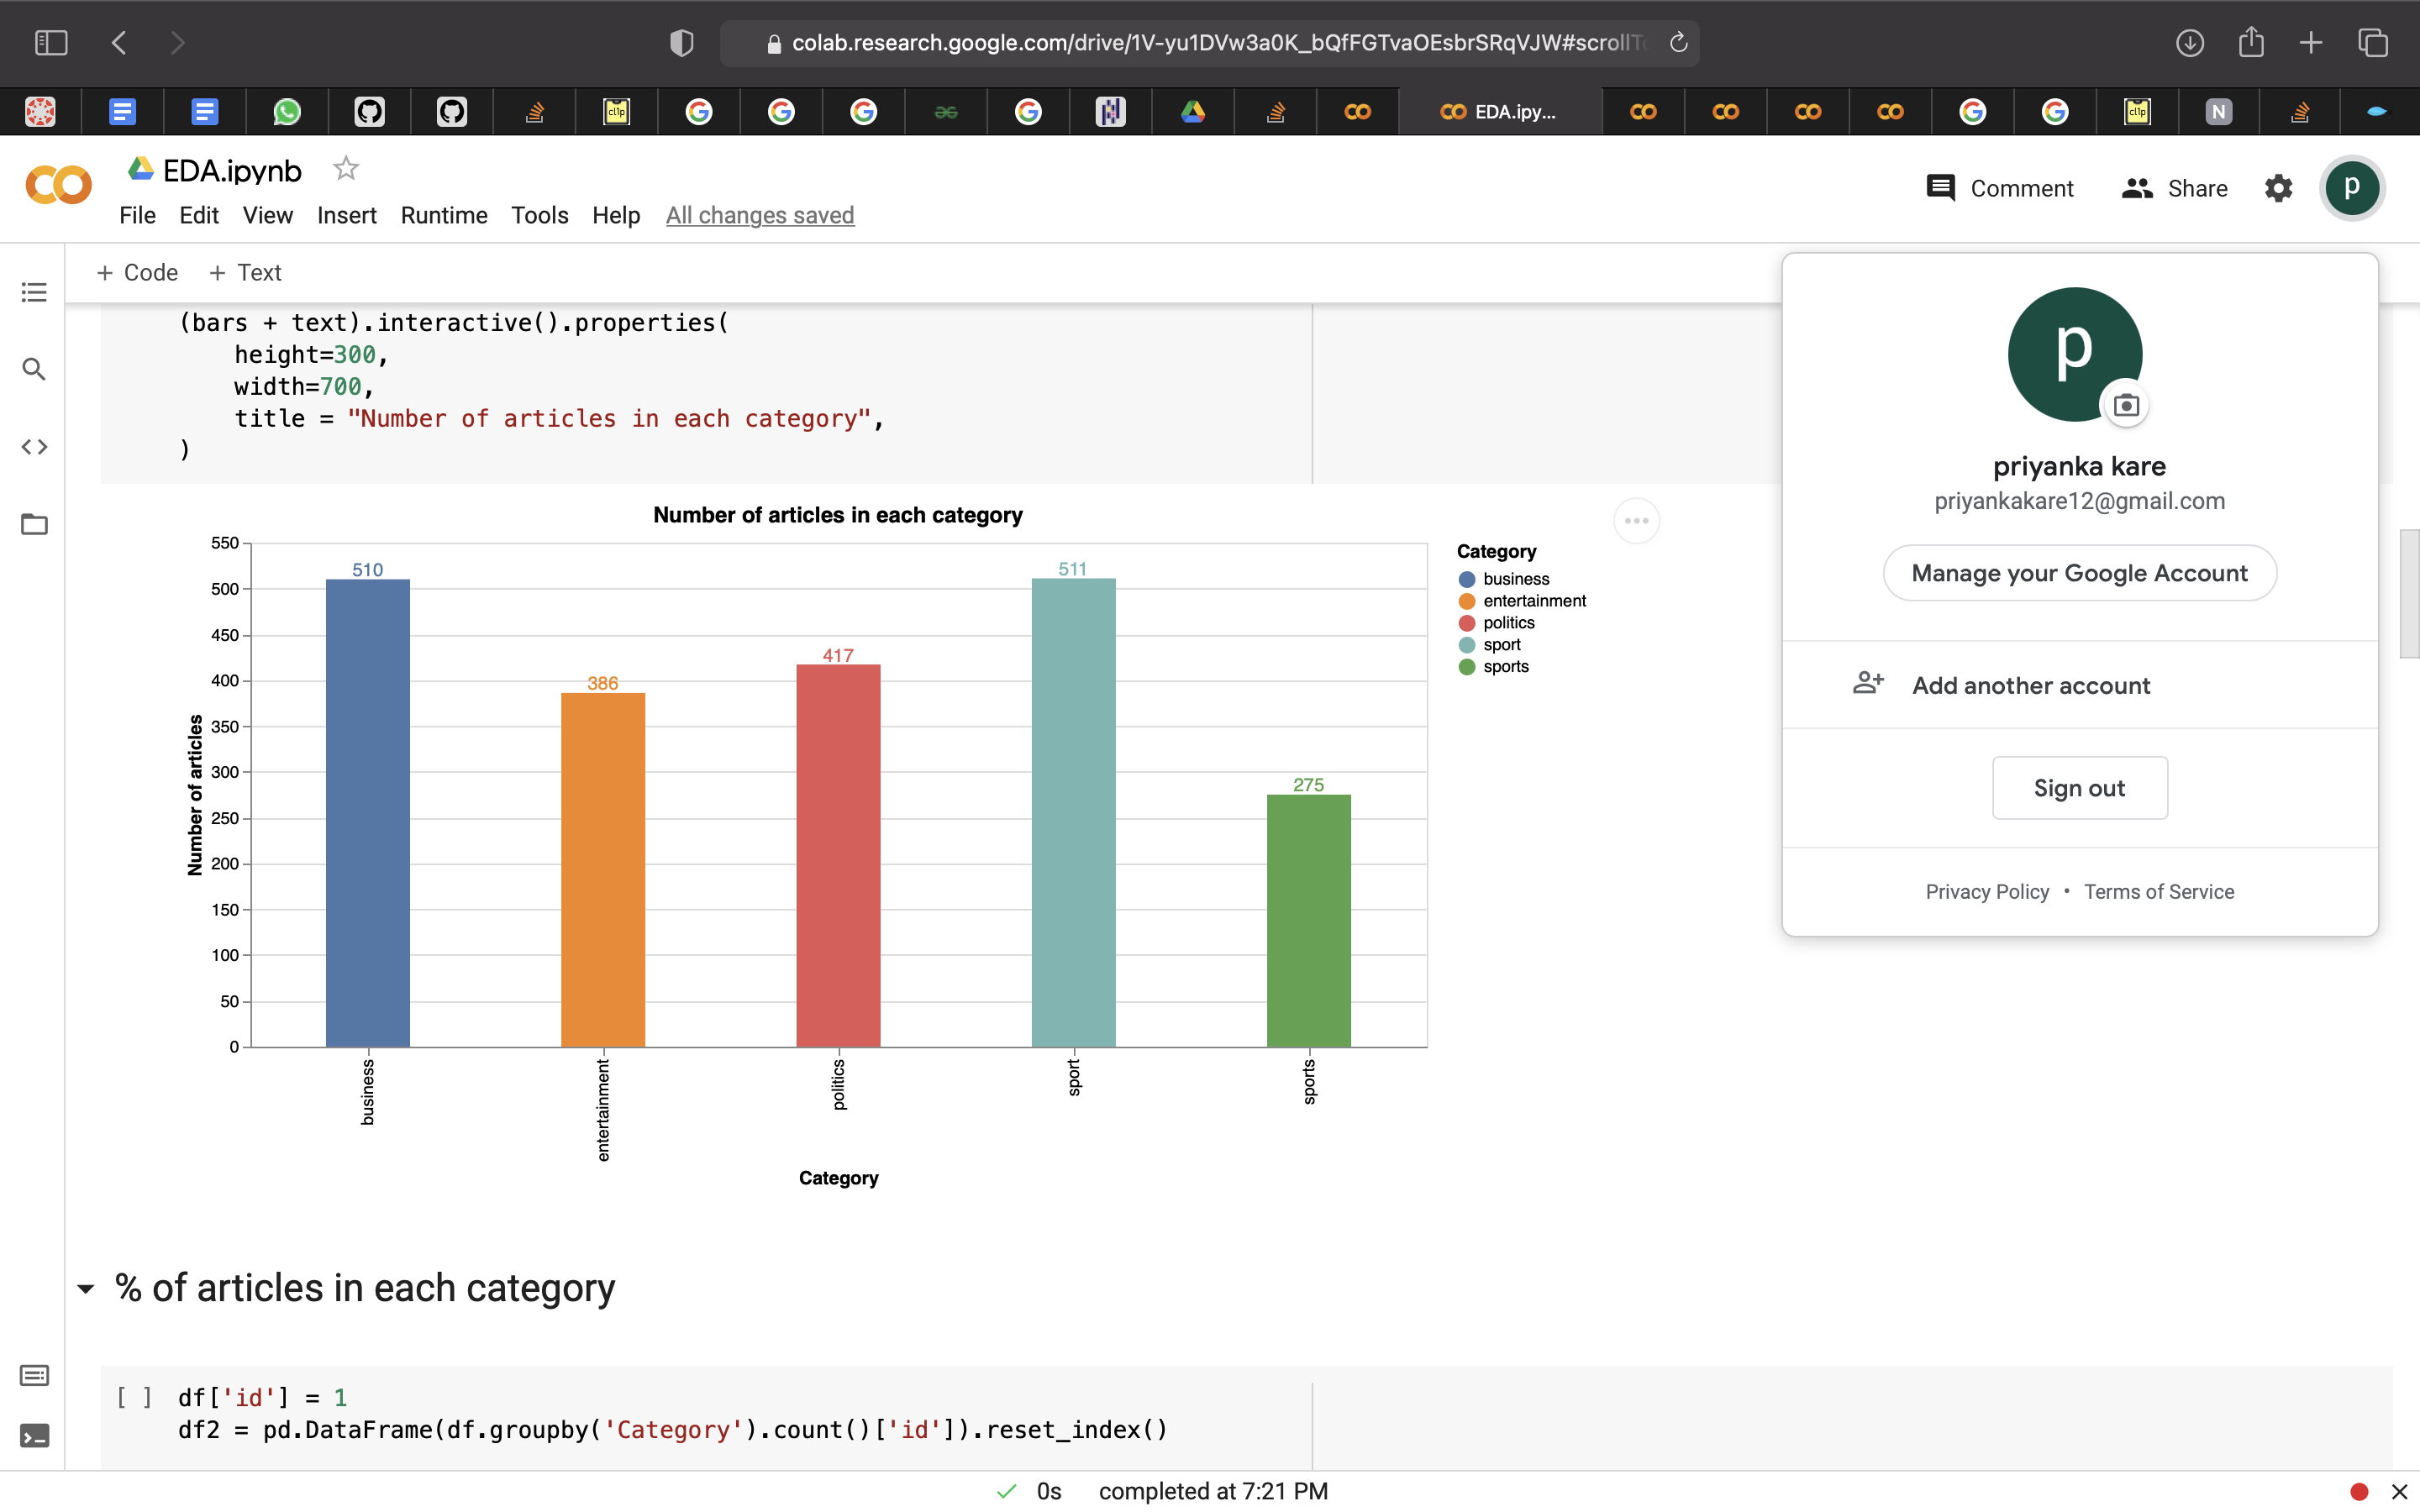 colab.research.google.com/drive/1V-yu1DVw3a0K_bQfFGTvaOEsbrSRqVJW#scrollTo
cl1p
EDA.ipy...
cl1p
N
EDA.ipynb
Comment
Share
p
File Edit View Insert Runtime Tools Help All changes saved
+ Code + Text
(bars + text).interactive().properties(
height=300,
width=700,
title = "Number of articles in each category",
)
p
priyanka kare
priyankakare12@gmail.com
Manage your Google Account
Add another account
Sign out
Privacy Policy • Terms of Service
Number of articles in each category
550
500
450
400
350
300
250
200
150
100
50
0
Number of articles
510
386
417
511
275
business
entertainment
politics
sport
sports
Category
Category
business
entertainment
politics
sport
sports
% of articles in each category
[ ] df['id'] = 1
df2 = pd.DataFrame(df.groupby('Category').count()['id']).reset_index()
0s completed at 7:21 PM